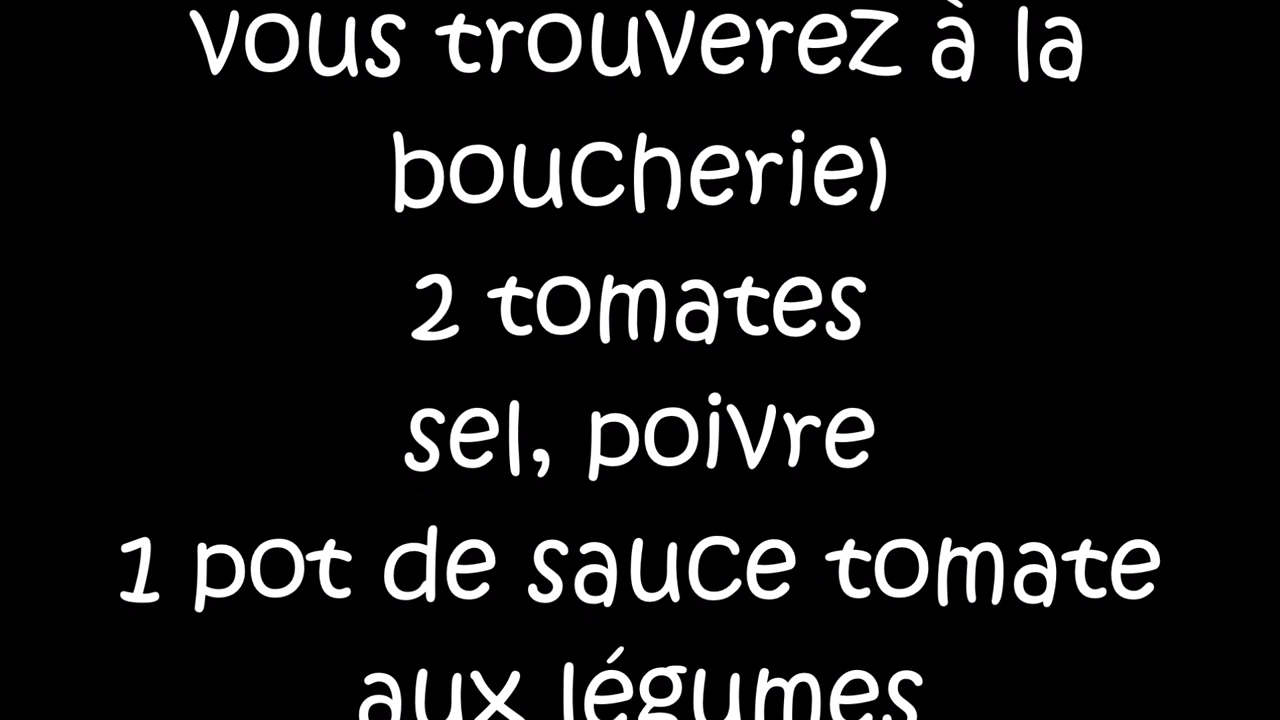 vous trouverez à la
boucherie)
2 tomates
sel, poivre
1 pot de sauce tomate
aux légumes